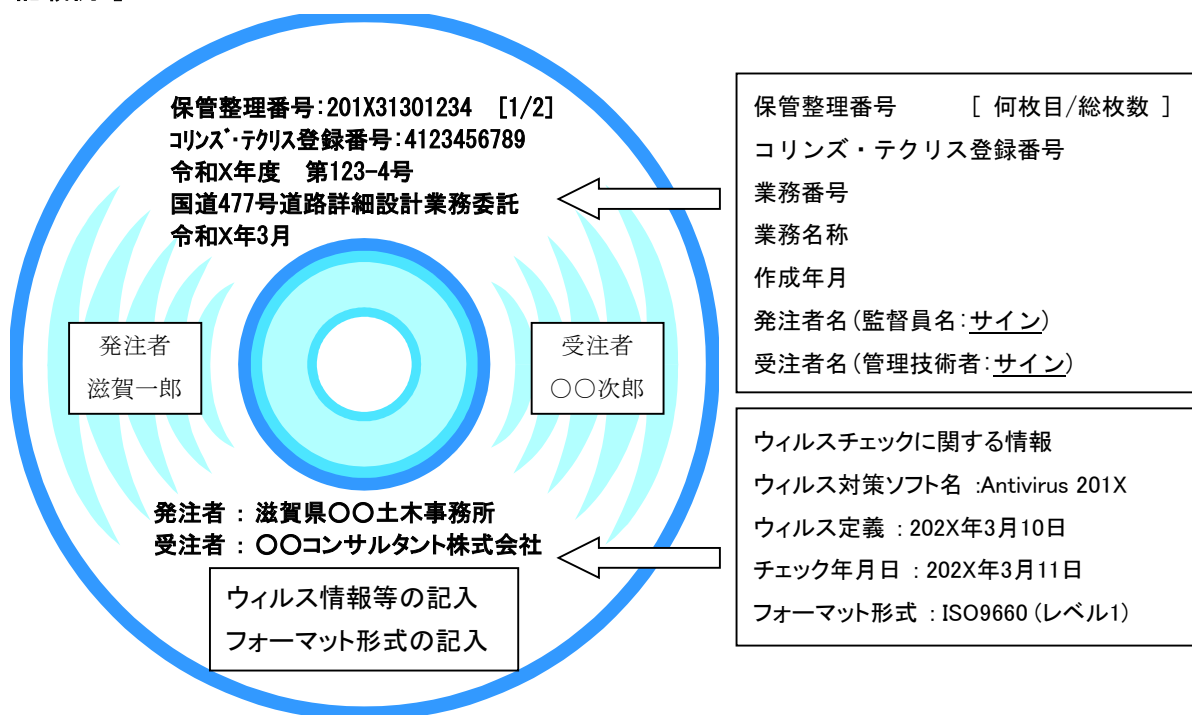 保管整理番号:201X31301234 [1/2]
コリンズ・テクリス登録番号:4123456789
令和X年度 第123-4号
国道477号道路詳細設計業務委託
令和X年3月
発注者
滋賀一郎
受注者
〇〇次郎
発注者 : 滋賀県〇〇土木事務所
受注者 : 〇〇コンサルタント株式会社
ウィルス情報等の記入
フォーマット形式の記入
保管整理番号 [ 何枚目/総枚数 ]
コリンズ・テクリス登録番号
業務番号
業務名称
作成年月
発注者名(監督員名:サイン)
受注者名(管理技術者:サイン)
ウィルスチェックに関する情報
ウィルス対策ソフト名 :Antivirus 201X
ウィルス定義 : 202X年3月10日
チェック年月日 : 202X年3月11日
フォーマット形式 : ISO9660(レベル1)